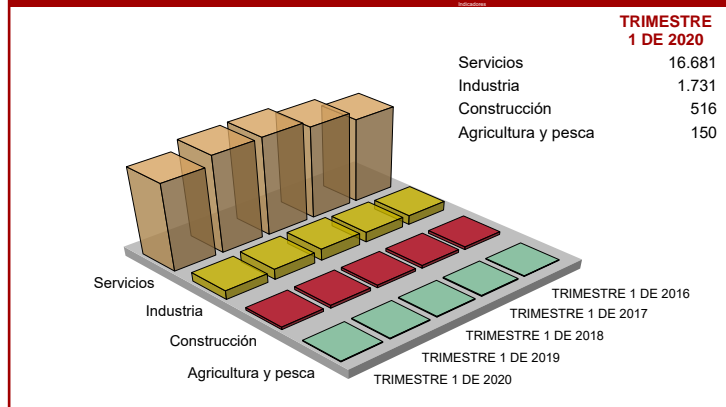 Indicadores
TRIMESTRE
1 DE 2020
Servicios 16.681
Industria 1.731
Construcción 516
Agricultura y pesca 150
Servicios
Industria
Construcción
Agricultura y pesca
TRIMESTRE 1 DE 2016
TRIMESTRE 1 DE 2017
TRIMESTRE 1 DE 2018
TRIMESTRE 1 DE 2019
TRIMESTRE 1 DE 2020